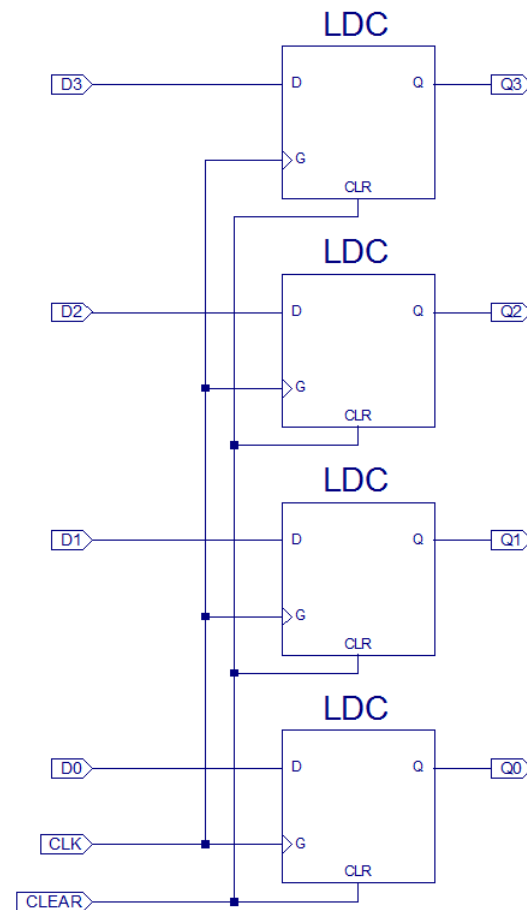 LDC
D3 D Q Q3
G
CLR
LDC
D2 D Q Q2
G
CLR
LDC
D1 D Q Q1
G
CLR
LDC
D0 D Q Q0
CLK G
CLR
CLEAR